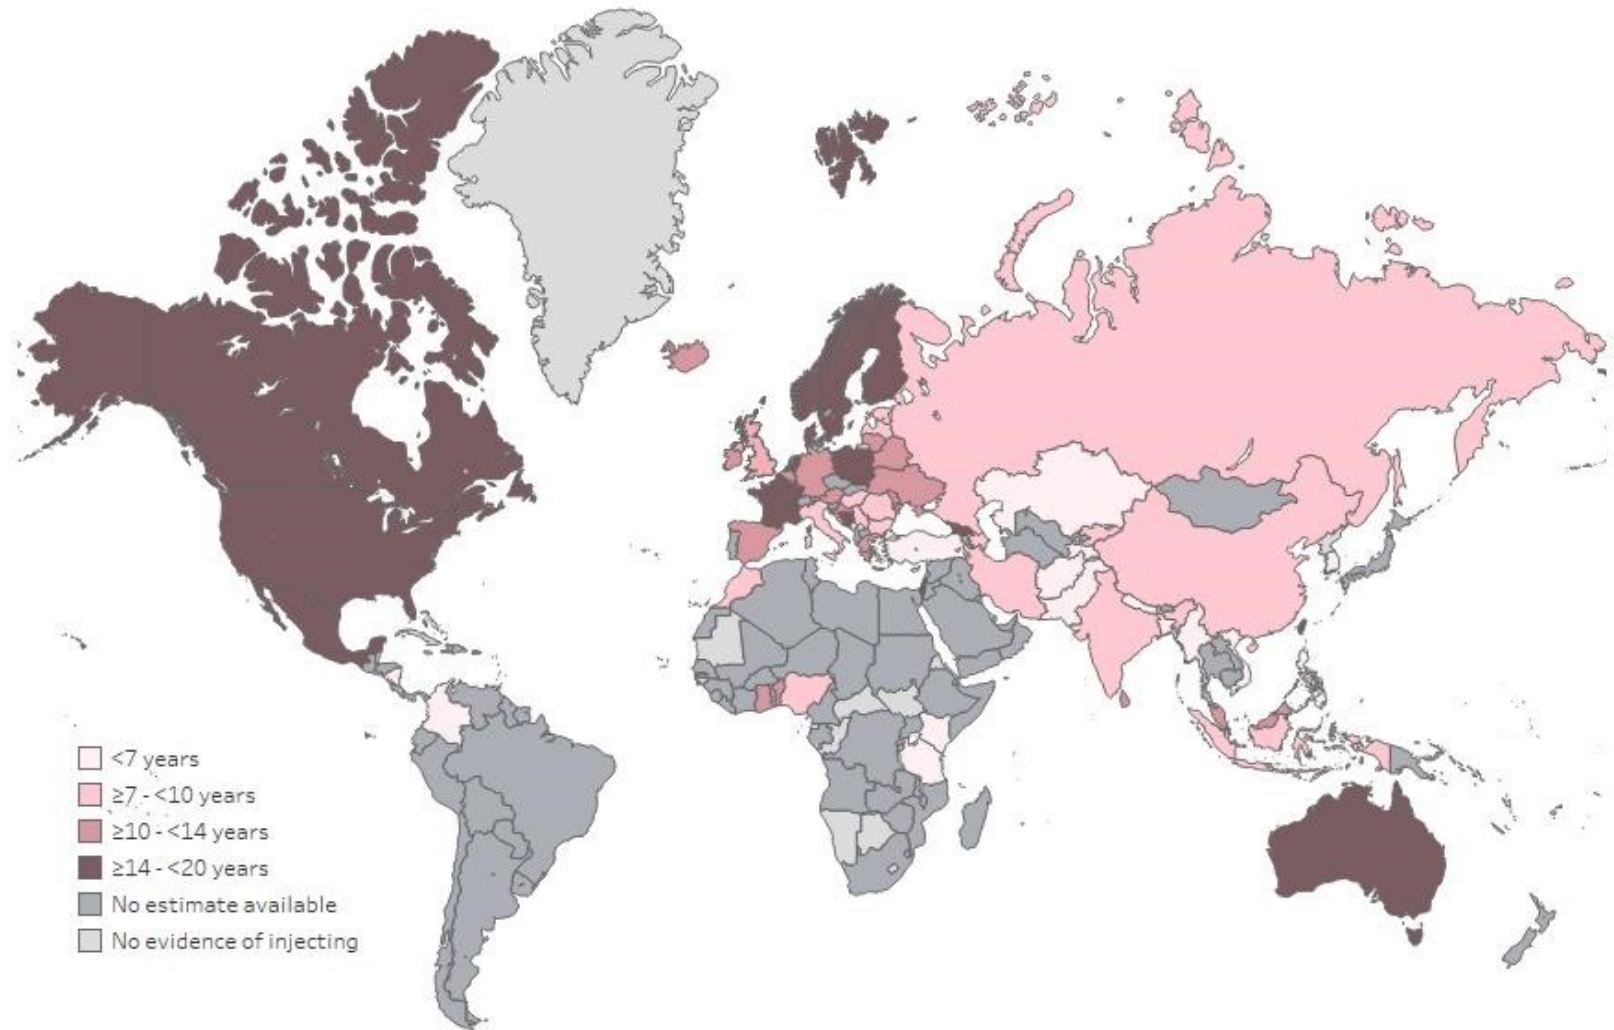 <7 years
≥7 - <10 years
≥10 - <14 years
≥14 - <20 years
No estimate available
No evidence of injecting